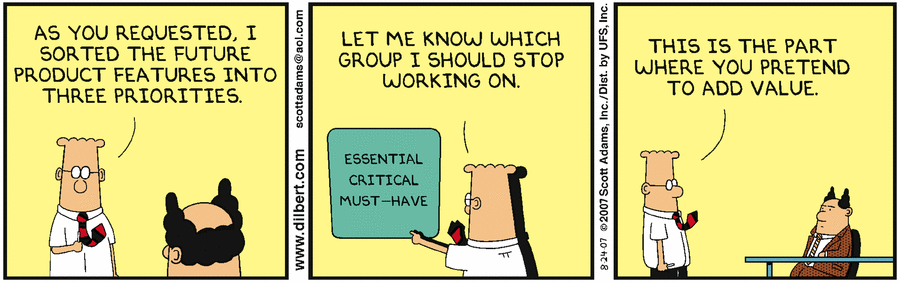 AS YOU REQUESTED, I
SORTED THE FUTURE
PRODUCT FEATURES INTO
THREE PRIORITIES.
www.dilbert.com scottadams@aol.com
LET ME KNOW WHICH
GROUP I SHOULD STOP
WORKING ON.
ESSENTIAL
CRITICAL
MUST-HAVE
8-24-07 ©2007 Scott Adams, Inc./Dist. by UFS, Inc.
THIS IS THE PART
WHERE YOU PRETEND
TO ADD VALUE.